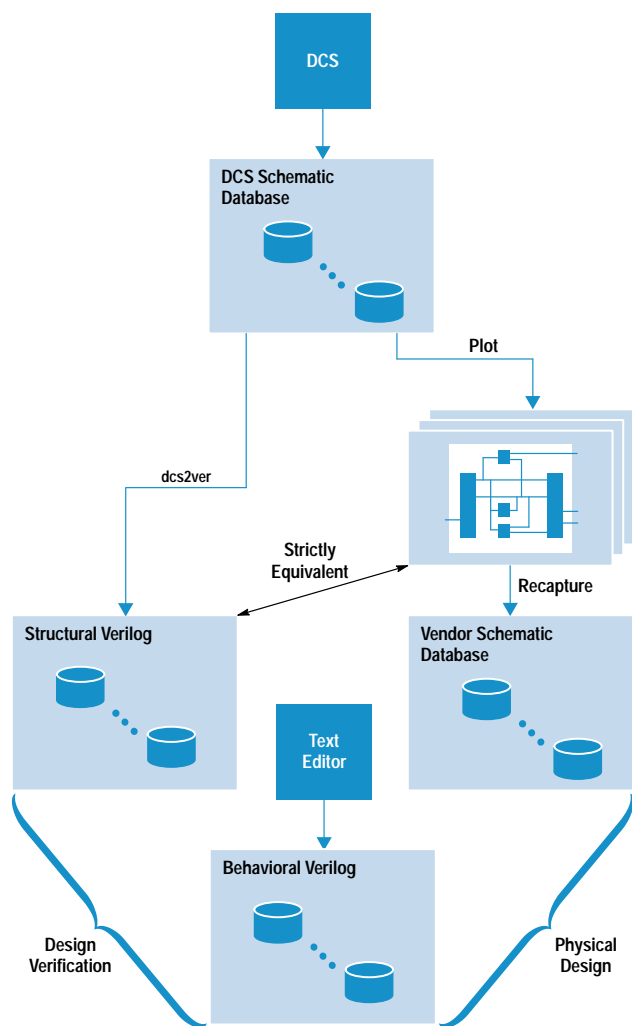 DCS
DCS Schematic
Database
Plot
dcs2ver
Strictly
Equivalent
Recapture
Structural Verilog
Vendor Schematic
Database
Text
Editor
Behavioral Verilog
Design
Verification
Physical
Design